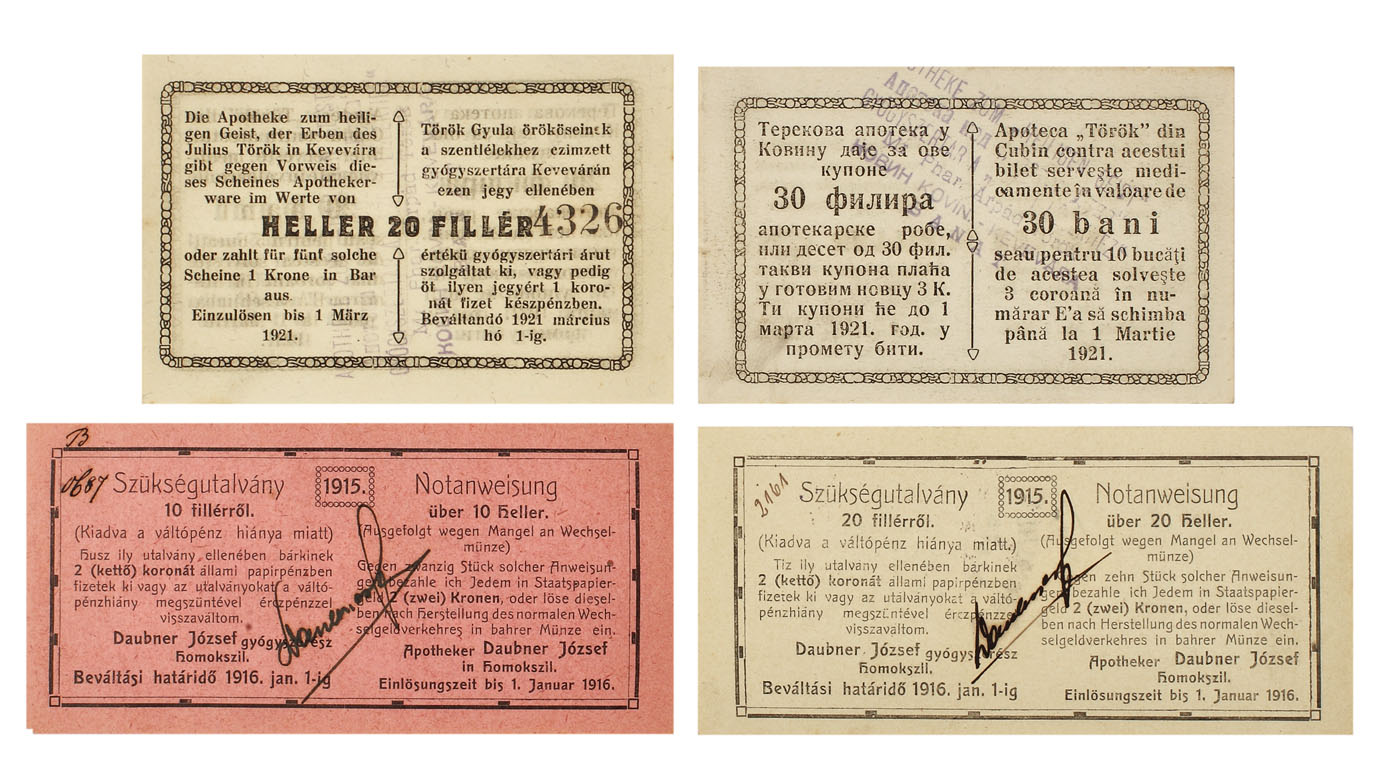 Die Apotheke zum heili-
gen Geist, der Erben des
Julius Török in Kevevára
gibt gegen Vorweis die-
ses Scheines Apotheker-
ware im Werte von
Török Gyula örököseinek
a szentlélekhez czimzett
gyógyszertára Kevevárán
ezen jegy ellenében
HELLER 20 FILLÉR 4326
oder zahlt für fünf solche
Scheine 1 Krone in Bar
aus.
Einzulösen bis 1 März
1921.
értékü gyógyszertári árut
szolgáltat ki, vagy pedig
öt ilyen jegyért 1 koro-
nát fizet készpénzben.
Beváltandó 1921 március
hó 1-ig.
Терекова апотека у
Ковину даје за ове
купоне
30 филира
апотекарске робе,
или десет од 30 фил.
такви купона плаћа
у готовим новцу 3 К.
Ти купони ће до 1
марта 1921. год. у
промету бити.
Apoteca „Török" din
Cubin contra acestui
bilet serveşte medi-
camente în valoare de
30 bani
seau pentru 10 bucăţi
de acestea solveşte
3 coroană în nu-
mărar E'a să schimba
până la 1 Martie
1921.
B
0687
Szükségutalvány
10 fillérről.
(Kiadva a váltópénz hiánya miatt)
Husz ily utalvány ellenében bárkinek
2 (kettő) koronát állami papirpénzben
fizetek ki vagy az utalványokat a váltó-
pénzhiány megszüntével érczpénzzel
visszaváltom.
Daubner József gyógyszerész
Homokszil.
Beváltási határidő 1916. jan. 1-ig
1915.
Notanweisung
über 10 Heller.
(Ausgefolgt wegen Mangel an Wechsel-
münze)
Gegen zwanzig Stück solcher Anweisun-
gen bezahle ich Jedem in Staatspapier-
geld 2 (zwei) Kronen, oder löse diesel-
ben nach Herstellung des normalen Wech-
selgeldverkehres in bahrer Münze ein.
Apotheker Daubner József
in Homokszil.
Einlösungszeit bis 1. Januar 1916.
2161
Szükségutalvány
20 fillérről.
(Kiadva a váltópénz hiánya miatt.)
Tiz ily utalvány ellenében bárkinek
2 (kettő) koronát állami papirpénzben
fizetek ki vagy az utalványokat a váltó-
pénzhiány megszüntével érczpénzzel
visszaváltom.
Daubner József gyógyszerész
Homokszil.
Beváltási határidő 1916. jan. 1-ig
1915.
Notanweisung
über 20 Heller.
(Ausgefolgt wegen Mangel an Wechsel-
münze)
Gegen zehn Stück solcher Anweisun-
gen bezahle ich Jedem in Staatspapier-
geld 2 (zwei) Kronen, oder löse diesel-
ben nach Herstellung des normalen Wech-
selgeldverkehres in bahrer Münze ein.
Apotheker Daubner József
Homokszil.
Einlösungszeit bis 1. Januar 1916.